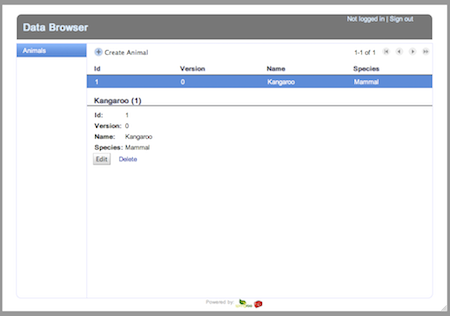 Not logged in | Sign out
Data Browser
Animals
Create Animal 1-1 of 1
Id Version Name Species
1 0 Kangaroo Mammal
Kangaroo (1)
Id: 1
Version: 0
Name: Kangaroo
Species: Mammal
Edit Delete
Powered by: